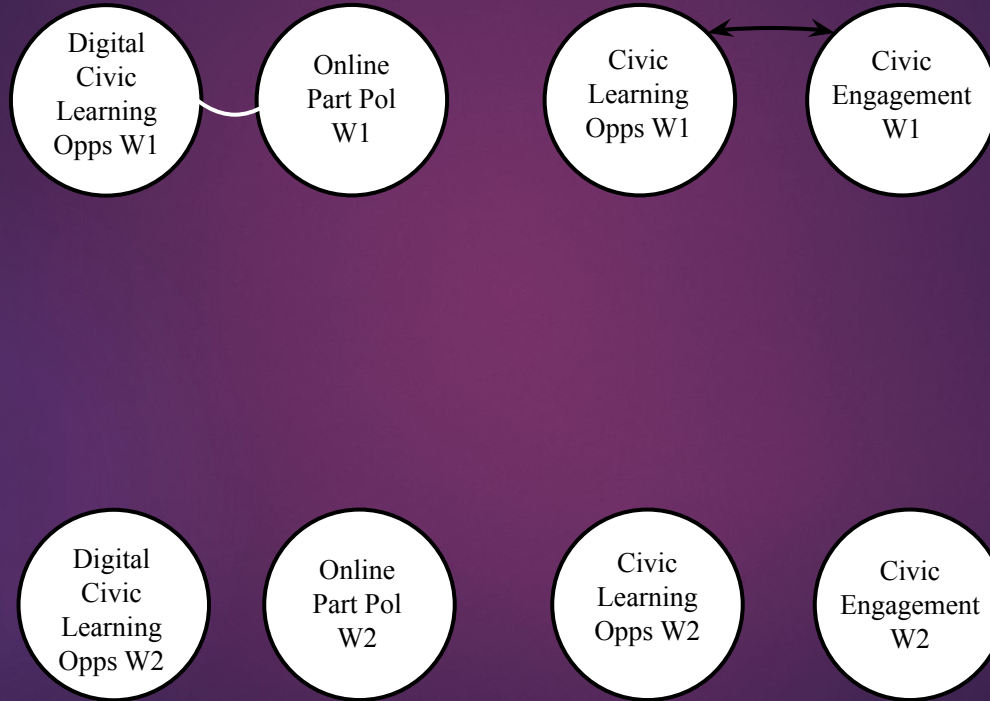 Digital
Civic
Learning
Opps W1
Online
Part Pol
W1
Civic
Learning
Opps W1
Civic
Engagement
W1
Digital
Civic
Learning
Opps W2
Online
Part Pol
W2
Civic
Learning
Opps W2
Civic
Engagement
W2